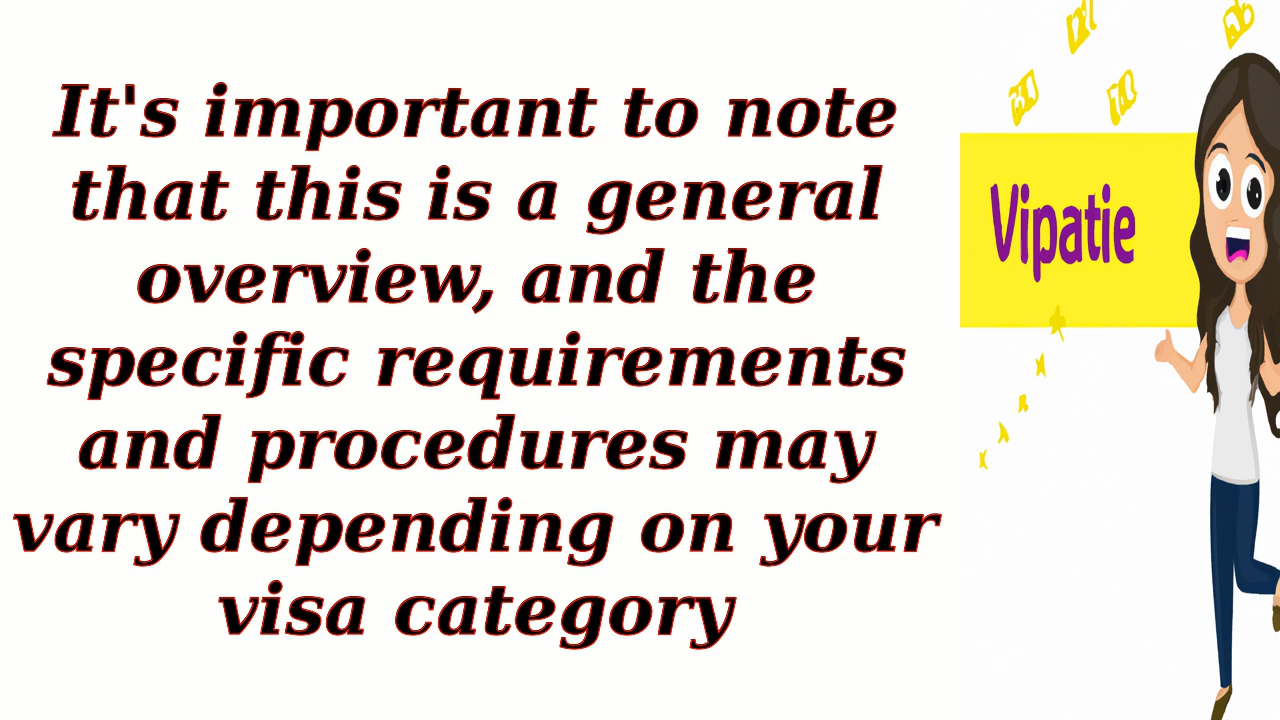 It's important to note
that this is a general
overview, and the
specific requirements
and procedures may
vary depending on your
visa category
Vipatie